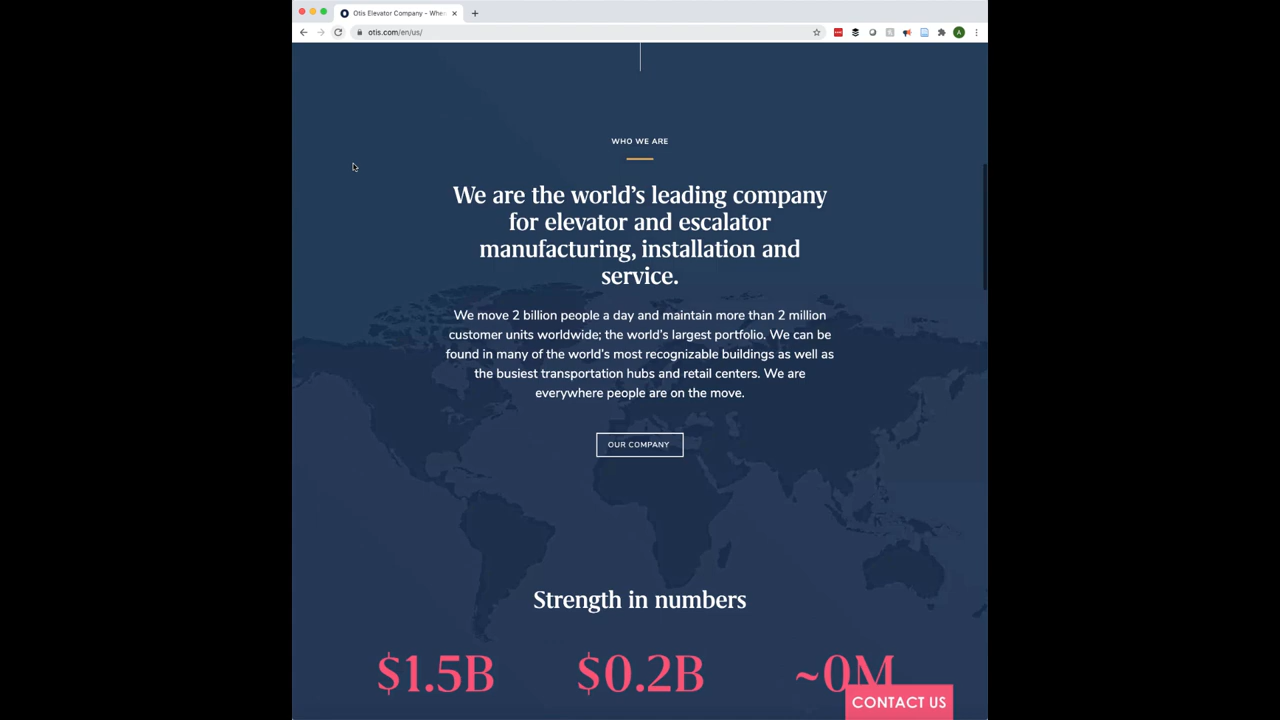 Otis Elevator Company – Whe
otis.com/en/us/
WHO WE ARE
We are the world’s leading company
for elevator and escalator
manufacturing, installation and
service.
We move 2 billion people a day and maintain more than 2 million
customer units worldwide; the world’s largest portfolio. We can be
found in many of the world’s most recognizable buildings as well as
the busiest transportation hubs and retail centers. We are
everywhere people are on the move.
OUR COMPANY
Strength in numbers
$1.5B $0.2B ~0M
CONTACT US